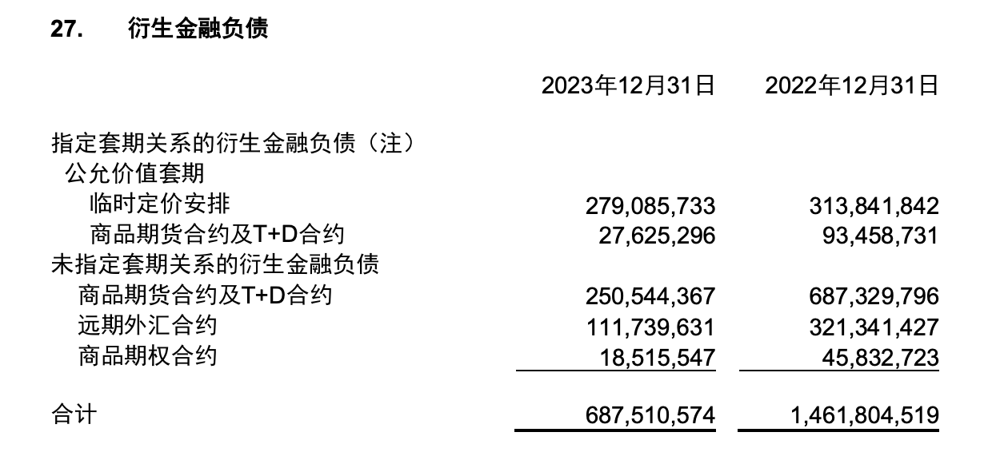 27. 衍生金融负债
2023年12月31日 2022年12月31日
指定套期关系的衍生金融负债（注）
公允价值套期
临时定价安排 279,085,733 313,841,842
商品期货合约及T+D合约 27,625,296 93,458,731
未指定套期关系的衍生金融负债
商品期货合约及T+D合约 250,544,367 687,329,796
远期外汇合约 111,739,631 321,341,427
商品期权合约 18,515,547 45,832,723
合计 687,510,574 1,461,804,519